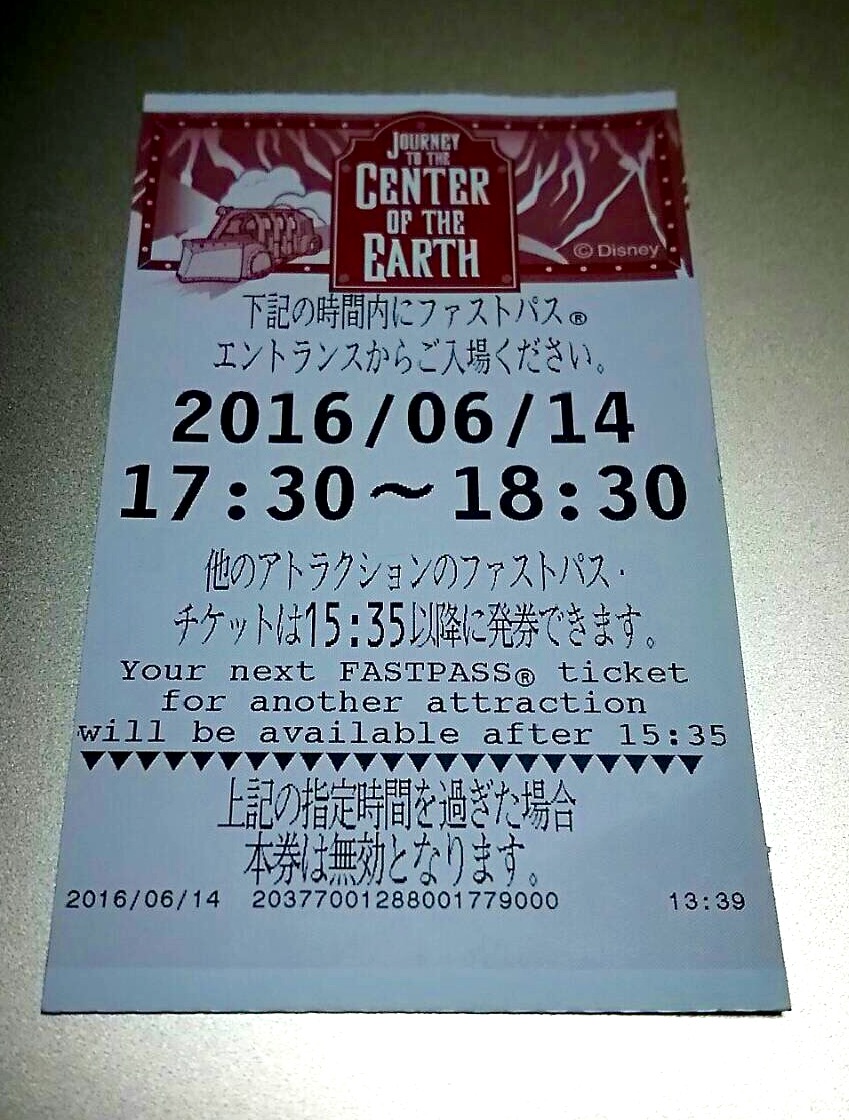 JOURNEY
TO THE
CENTER
OF THE
EARTH
© Disney
下記の時間内にファストパス®
エントランスからご入場ください。
2016/06/14
17:30〜18:30
他のアトラクションのファストパス・
チケットは15:35以降に発券できます。
Your next FASTPASS® ticket
for another attraction
will be available after 15:35
上記の指定時間を過ぎた場合
本券は無効となります。
2016/06/14 20377001288001779000 13:39